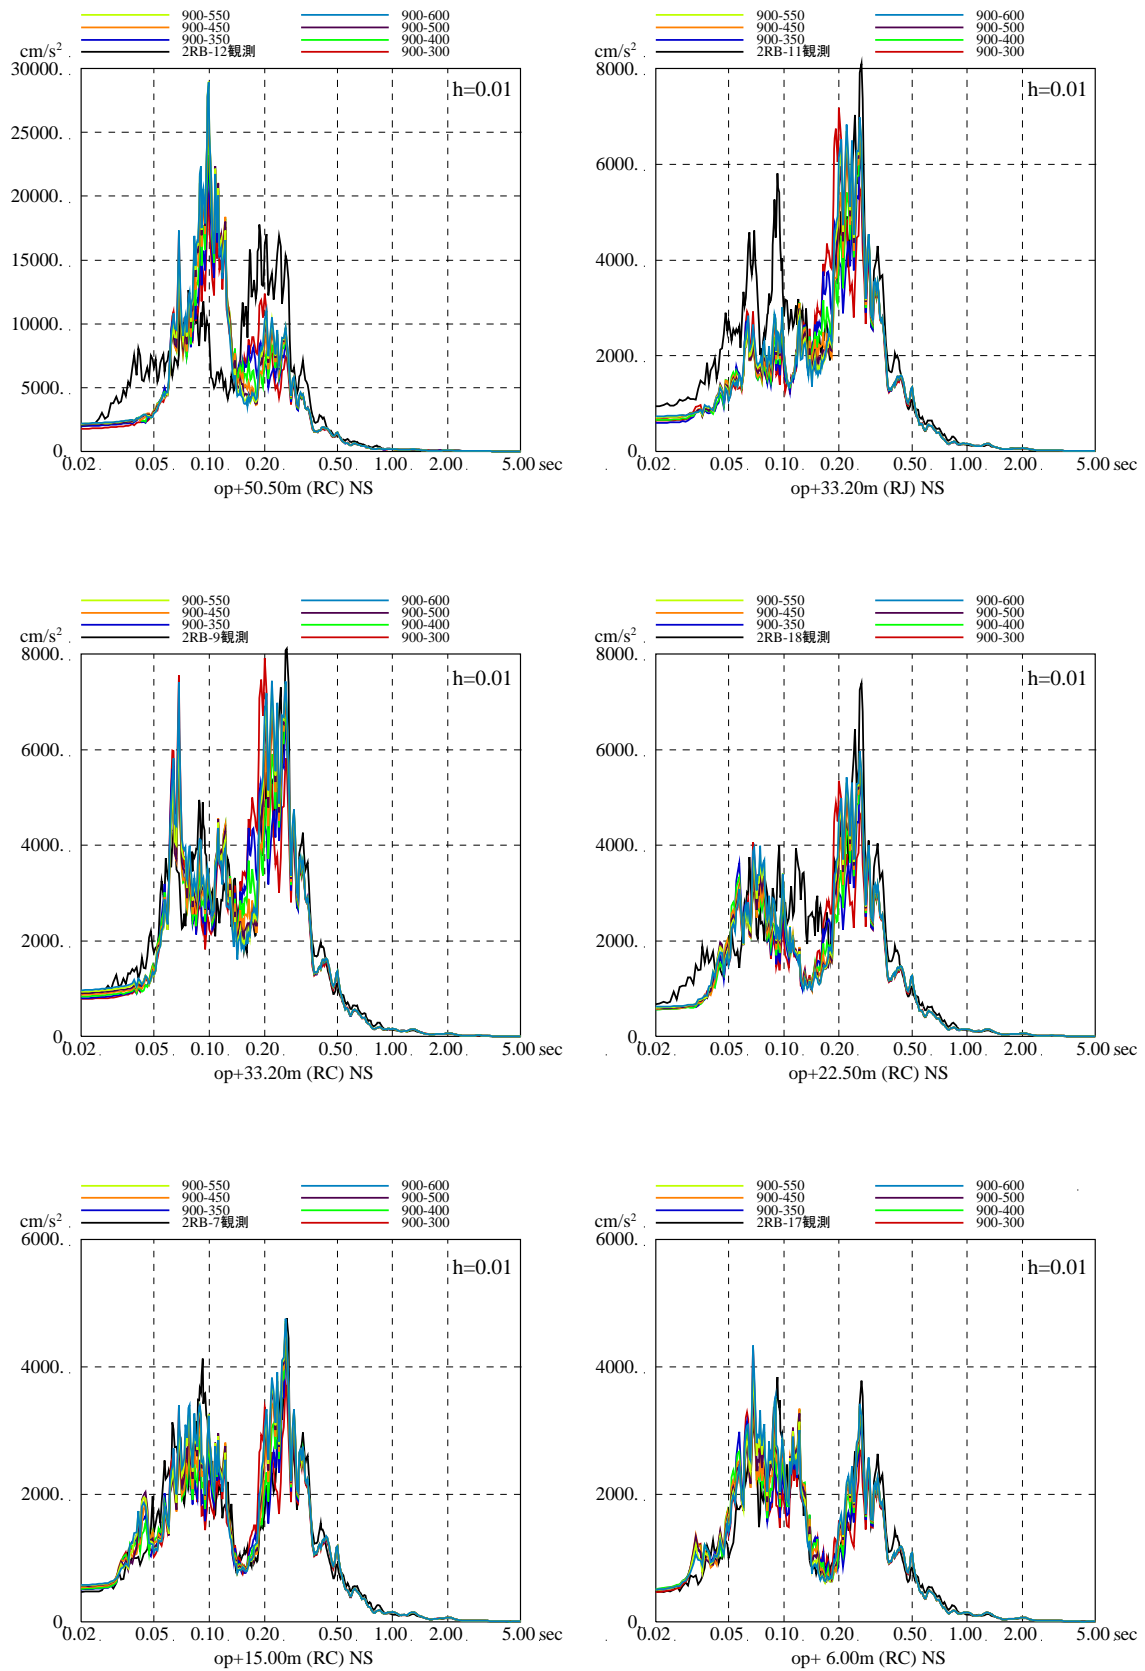 900-550 900-600
900-450 900-500
900-350 900-400
cm/s² 2RB-12観測 900-300
30000.
h=0.01
25000.
20000.
15000.
10000.
5000.
0.
0.02 0.05 0.10 0.20 0.50 1.00 2.00 5.00 sec
op+50.50m (RC) NS
900-550 900-600
900-450 900-500
900-350 900-400
cm/s² 2RB-11観測 900-300
8000.
h=0.01
6000.
4000.
2000.
0.
0.02 0.05 0.10 0.20 0.50 1.00 2.00 5.00 sec
op+33.20m (RJ) NS
900-550 900-600
900-450 900-500
900-350 900-400
cm/s² 2RB-9観測 900-300
8000.
h=0.01
6000.
4000.
2000.
0.
0.02 0.05 0.10 0.20 0.50 1.00 2.00 5.00 sec
op+33.20m (RC) NS
900-550 900-600
900-450 900-500
900-350 900-400
cm/s² 2RB-18観測 900-300
8000.
h=0.01
6000.
4000.
2000.
0.
0.02 0.05 0.10 0.20 0.50 1.00 2.00 5.00 sec
op+22.50m (RC) NS
900-550 900-600
900-450 900-500
900-350 900-400
cm/s² 2RB-7観測 900-300
6000.
h=0.01
4000.
2000.
0.
0.02 0.05 0.10 0.20 0.50 1.00 2.00 5.00 sec
op+15.00m (RC) NS
900-550 900-600
900-450 900-500
900-350 900-400
cm/s² 2RB-17観測 900-300
6000.
h=0.01
4000.
2000.
0.
0.02 0.05 0.10 0.20 0.50 1.00 2.00 5.00 sec
op+ 6.00m (RC) NS